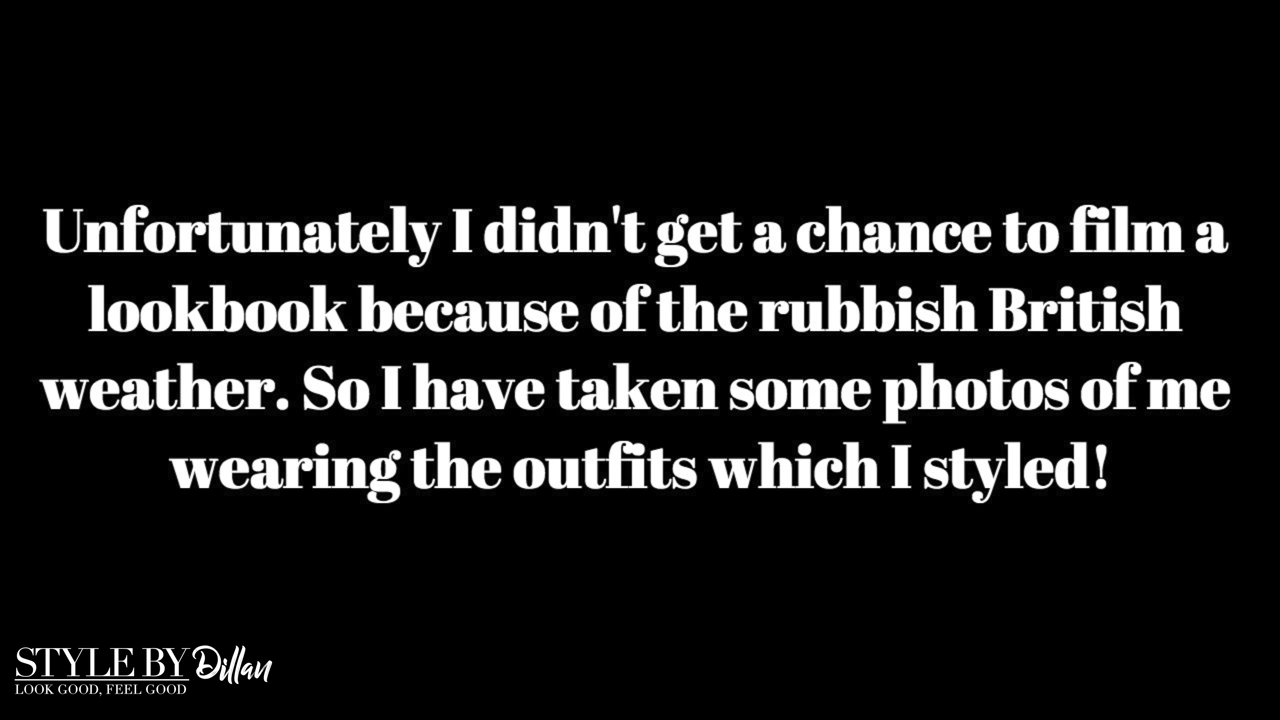 Unfortunately I didn't get a chance to film a
lookbook because of the rubbish British
weather. So I have taken some photos of me
wearing the outfits which I styled!
STYLE BY Dillan
LOOK GOOD, FEEL GOOD